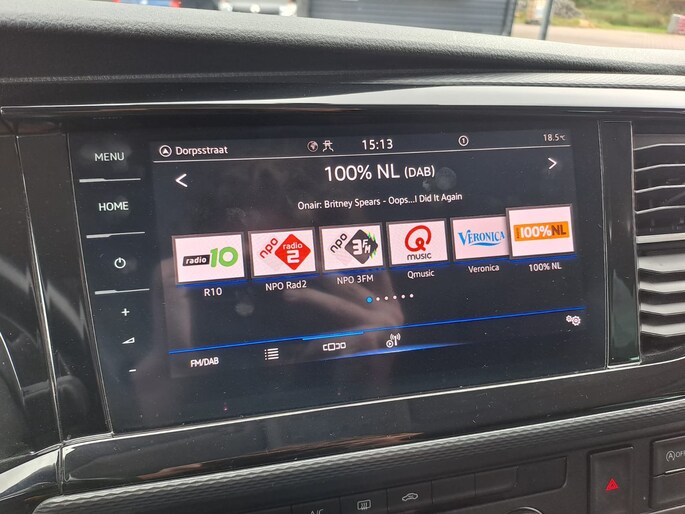 MENU
HOME
Dorpsstraat
15:13
1
18.5°C
100% NL (DAB)
Onair: Britney Spears - Oops...I Did It Again
radio 10
npo radio 2
npo 3FM
Q music
VERONICA
100%NL
R10
NPO Rad2
NPO 3FM
Qmusic
Veronica
100% NL
FM/DAB
+
-
A OFF
A/C